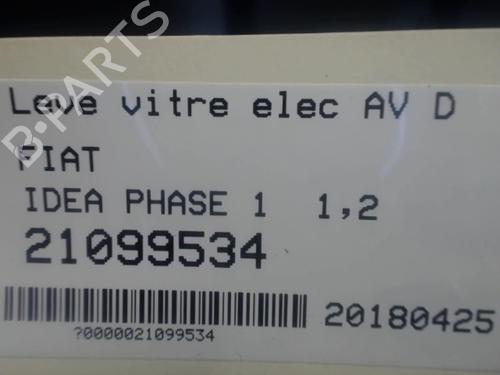 B-PARTS
Leve vitre elec AV D
FIAT
IDEA PHASE 1 1,2
21099534
20180425
?0000021099534